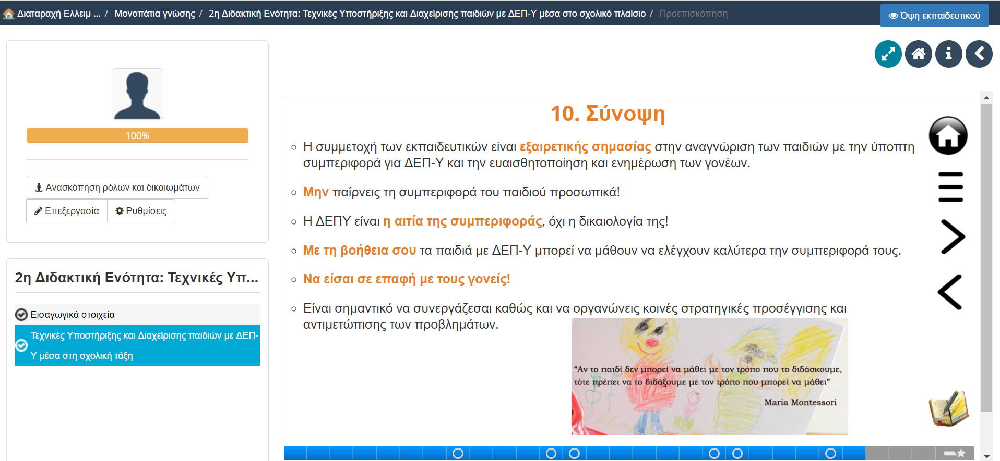 Διαταραχή Ελλειμ ... / Μονοπάτια γνώσης / 2η Διδακτική Ενότητα: Τεχνικές Υποστήριξης και Διαχείρισης παιδιών με ΔΕΠ-Υ μέσα στο σχολικό πλαίσιο / Προεπισκόπηση
Όψη εκπαιδευτικού
100%
Ανασκόπηση ρόλων και δικαιωμάτων
Επεξεργασία
Ρυθμίσεις
2η Διδακτική Ενότητα: Τεχνικές Υπ...
Εισαγωγικά στοιχεία
Τεχνικές Υποστήριξης και Διαχείρισης παιδιών με ΔΕΠ-
Υ μέσα στη σχολική τάξη
10. Σύνοψη
Η συμμετοχή των εκπαιδευτικών είναι εξαιρετικής σημασίας στην αναγνώριση των παιδιών με την ύποπτη
συμπεριφορά για ΔΕΠ-Υ και την ευαισθητοποίηση και ενημέρωση των γονέων.
Μην παίρνεις τη συμπεριφορά του παιδιού προσωπικά!
Η ΔΕΠΥ είναι η αιτία της συμπεριφοράς, όχι η δικαιολογία της!
Με τη βοήθεια σου τα παιδιά με ΔΕΠ-Υ μπορεί να μάθουν να ελέγχουν καλύτερα την συμπεριφορά τους.
Να είσαι σε επαφή με τους γονείς!
Είναι σημαντικό να συνεργάζεσαι καθώς και να οργανώνεις κοινές στρατηγικές προσέγγισης και
αντιμετώπισης των προβλημάτων.
“Αν το παιδί δεν μπορεί να μάθει με τον τρόπο που το διδάσκουμε,
τότε πρέπει να το διδάξουμε με τον τρόπο που μπορεί να μάθει”
Maria Montessori